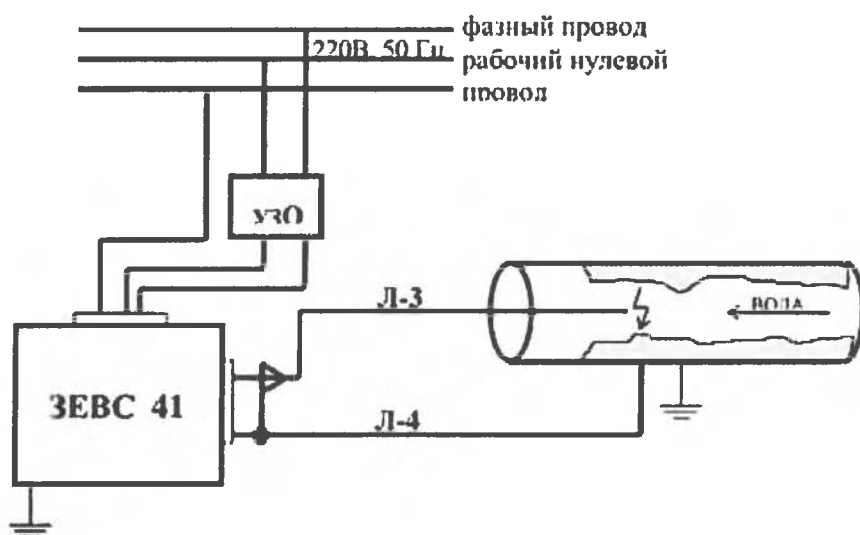 фазный провод
220В, 50 Гц
рабочий нулевой
провод
УЗО
Л-3
ВОДА
ЗЕВС 41
Л-4